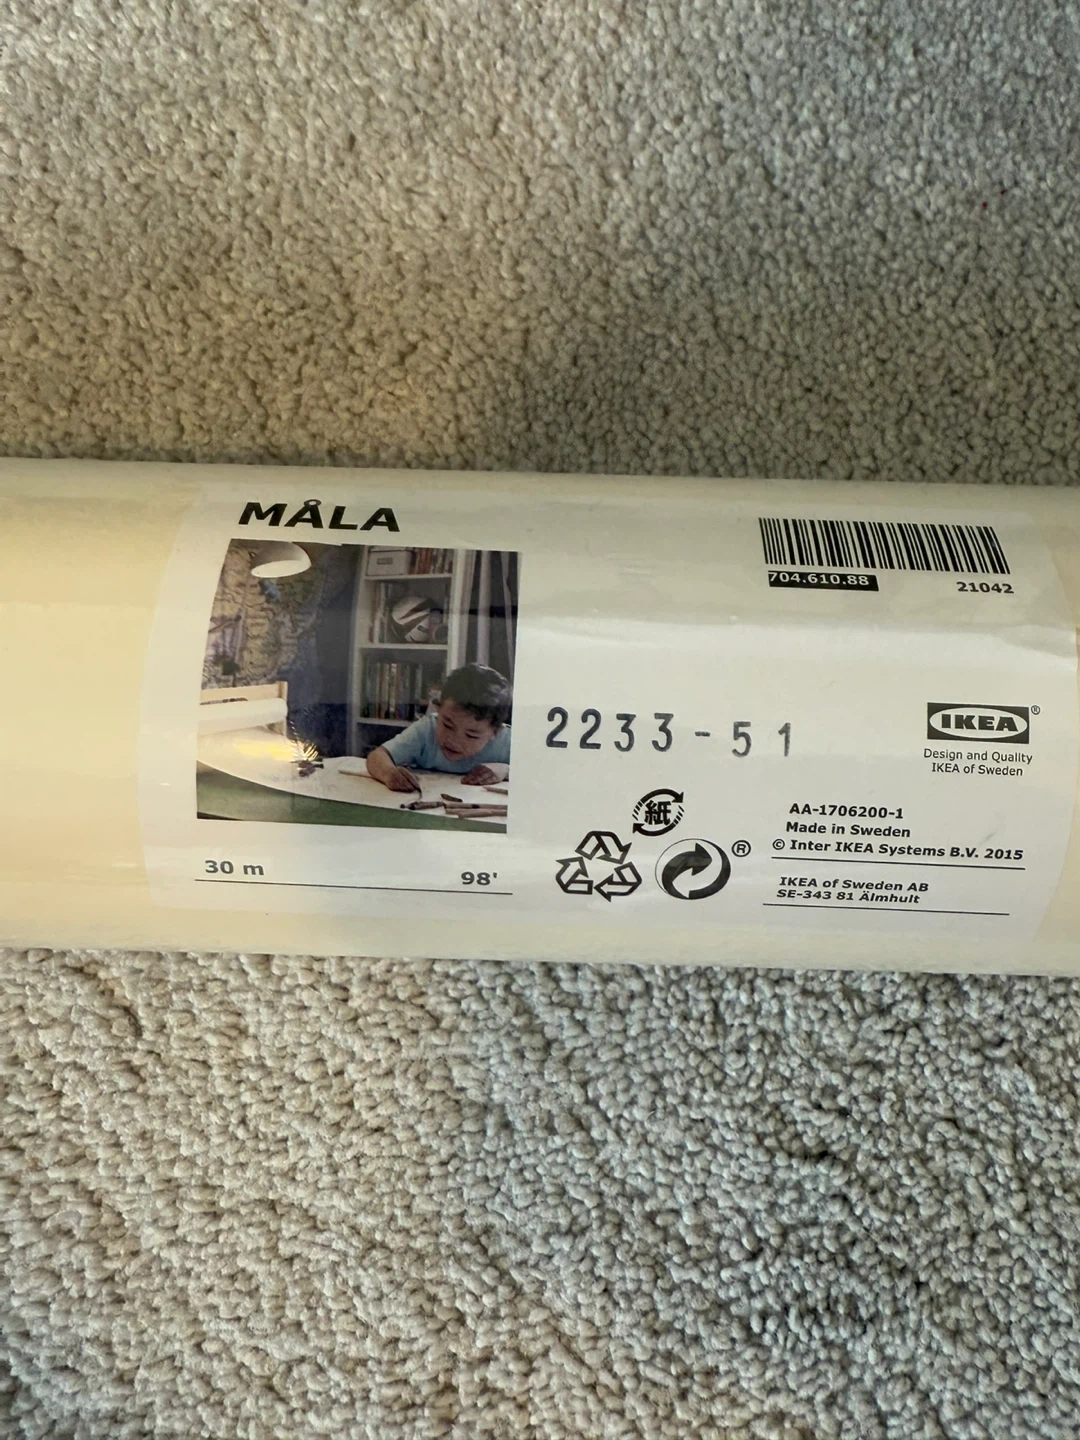 MÅLA
704.610.88
21042
2233-51
IKEA®
Design and Quality
IKEA of Sweden
紙
®
AA-1706200-1
Made in Sweden
© Inter IKEA Systems B.V. 2015
30 m
98'
IKEA of Sweden AB
SE-343 81 Älmhult